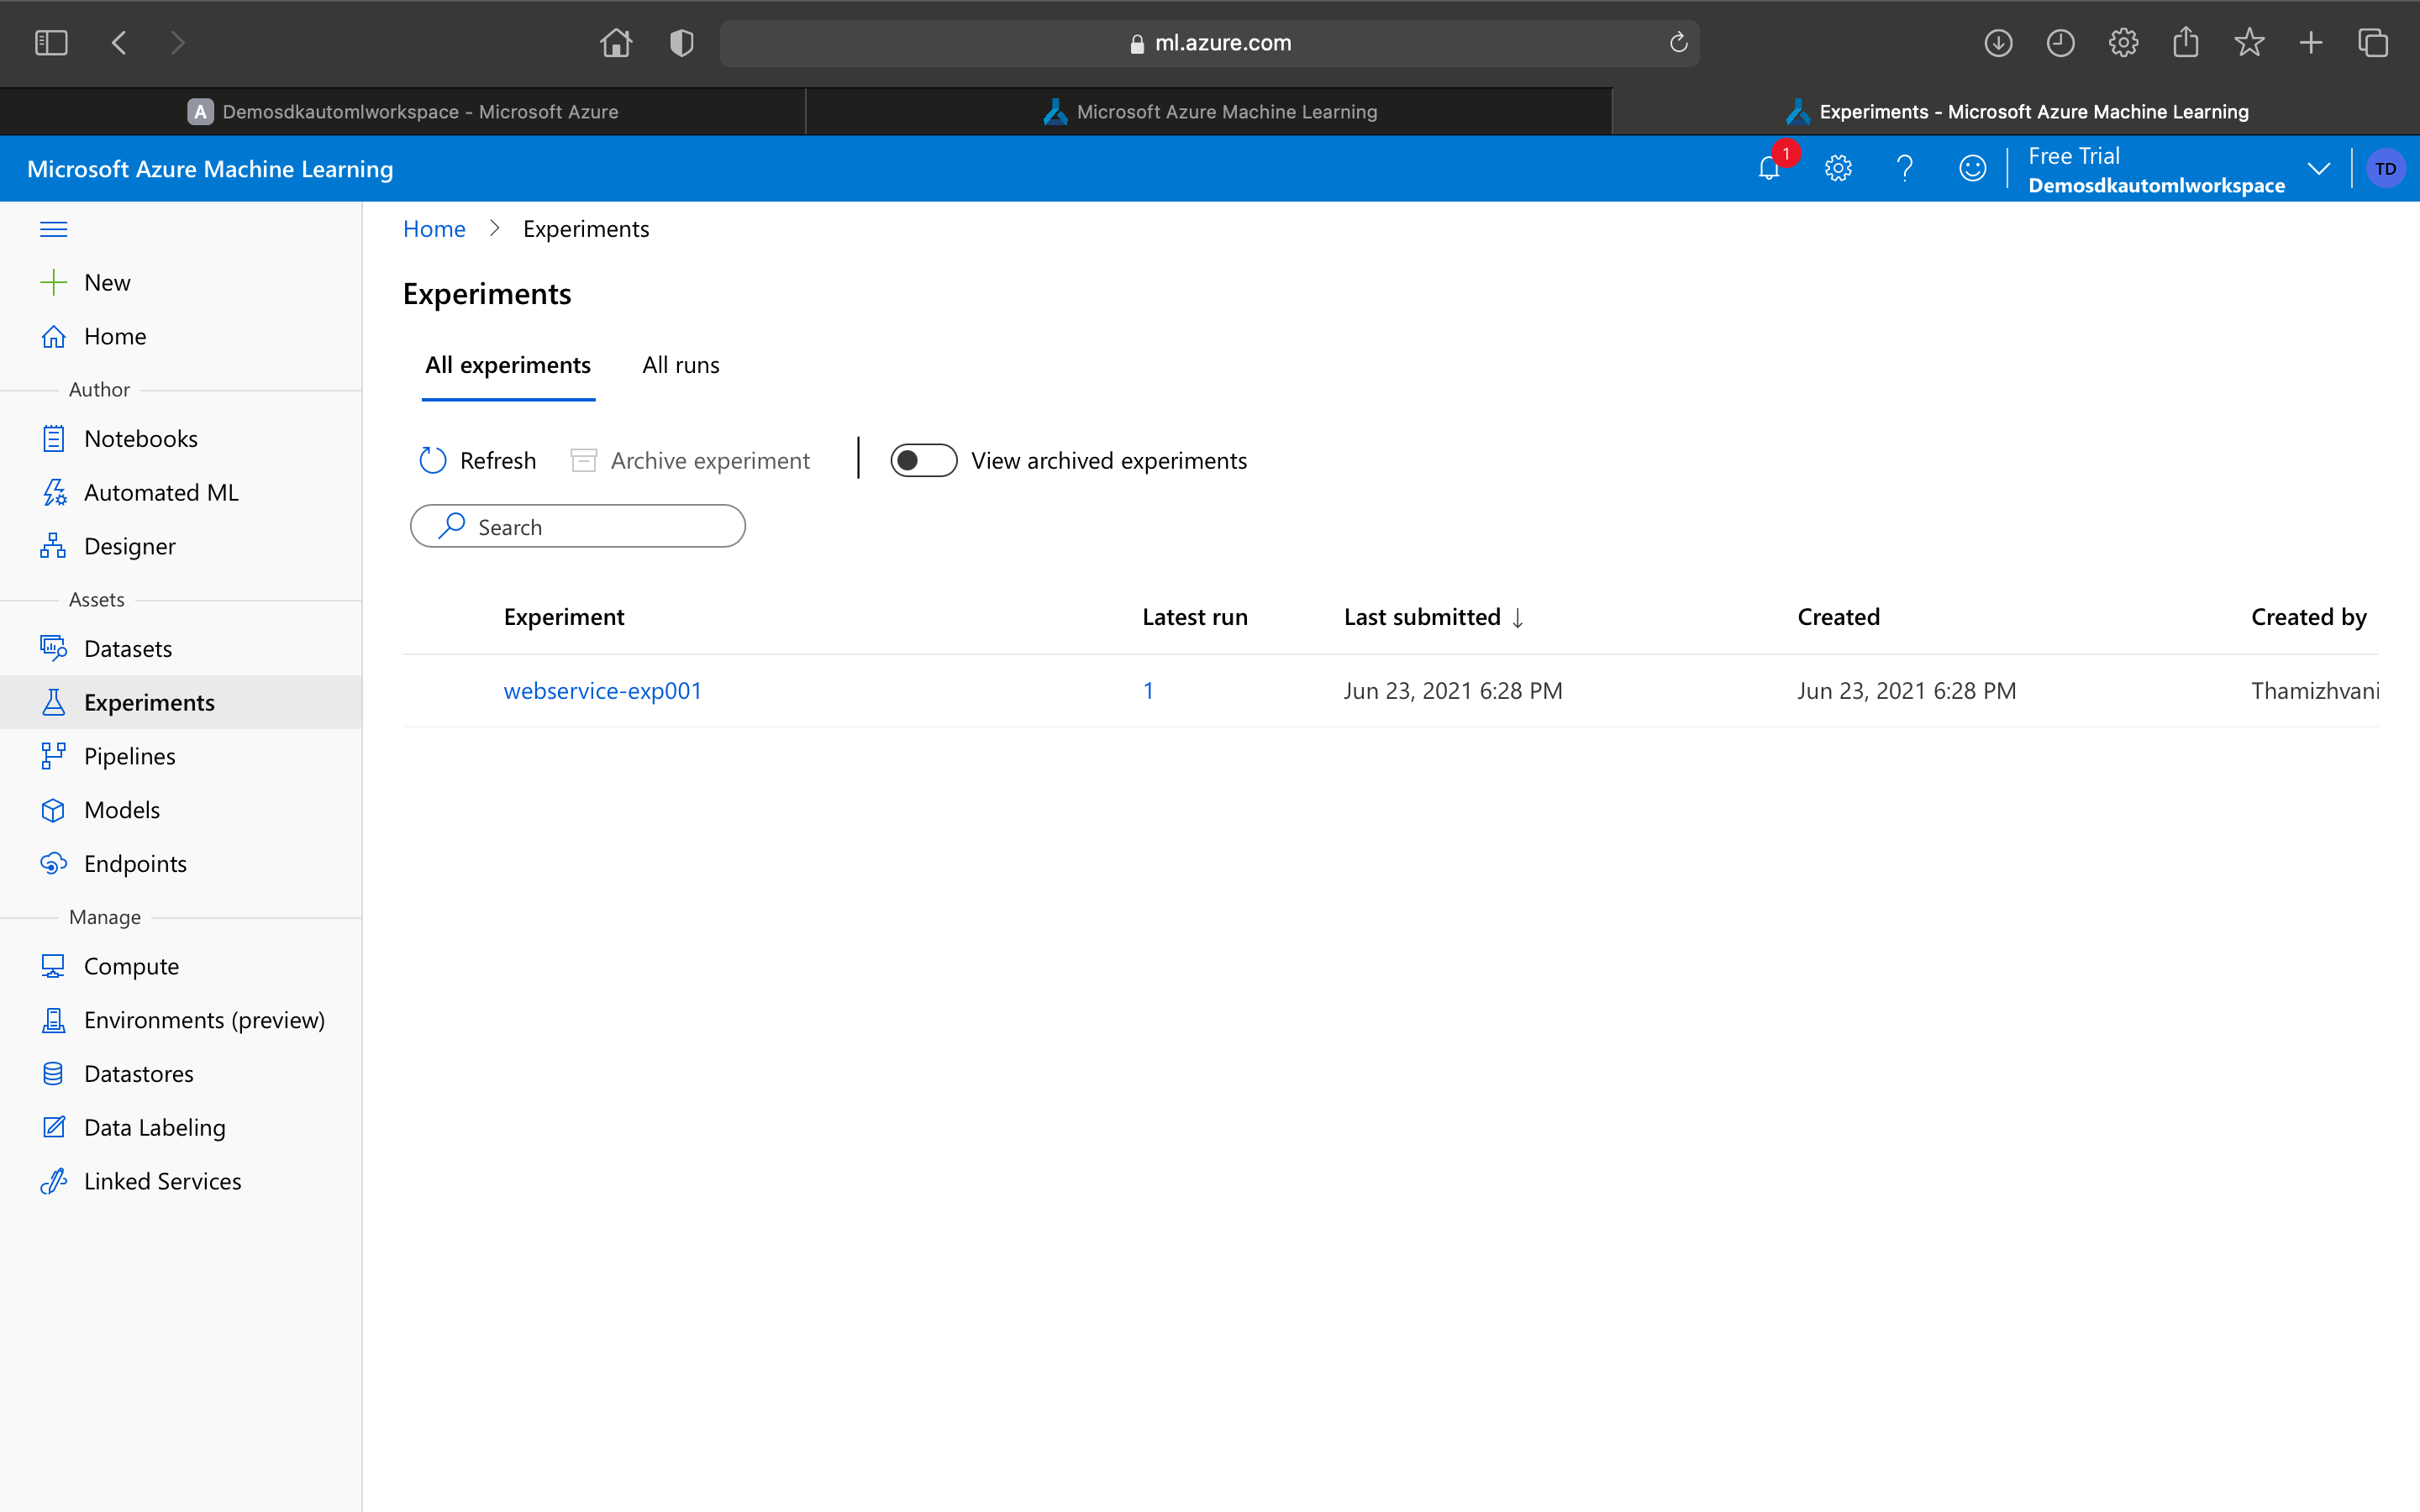 ml.azure.com
A Demosdkautomlworkspace - Microsoft Azure
Microsoft Azure Machine Learning
Experiments - Microsoft Azure Machine Learning
Microsoft Azure Machine Learning
1
Free Trial
Demosdkautomlworkspace
TD
New
Home
Author
Notebooks
Automated ML
Designer
Assets
Datasets
Experiments
Pipelines
Models
Endpoints
Manage
Compute
Environments (preview)
Datastores
Data Labeling
Linked Services
Home > Experiments
Experiments
All experiments All runs
Refresh Archive experiment View archived experiments
Search
Experiment Latest run Last submitted ↓ Created Created by
webservice-exp001 1 Jun 23, 2021 6:28 PM Jun 23, 2021 6:28 PM Thamizhvani